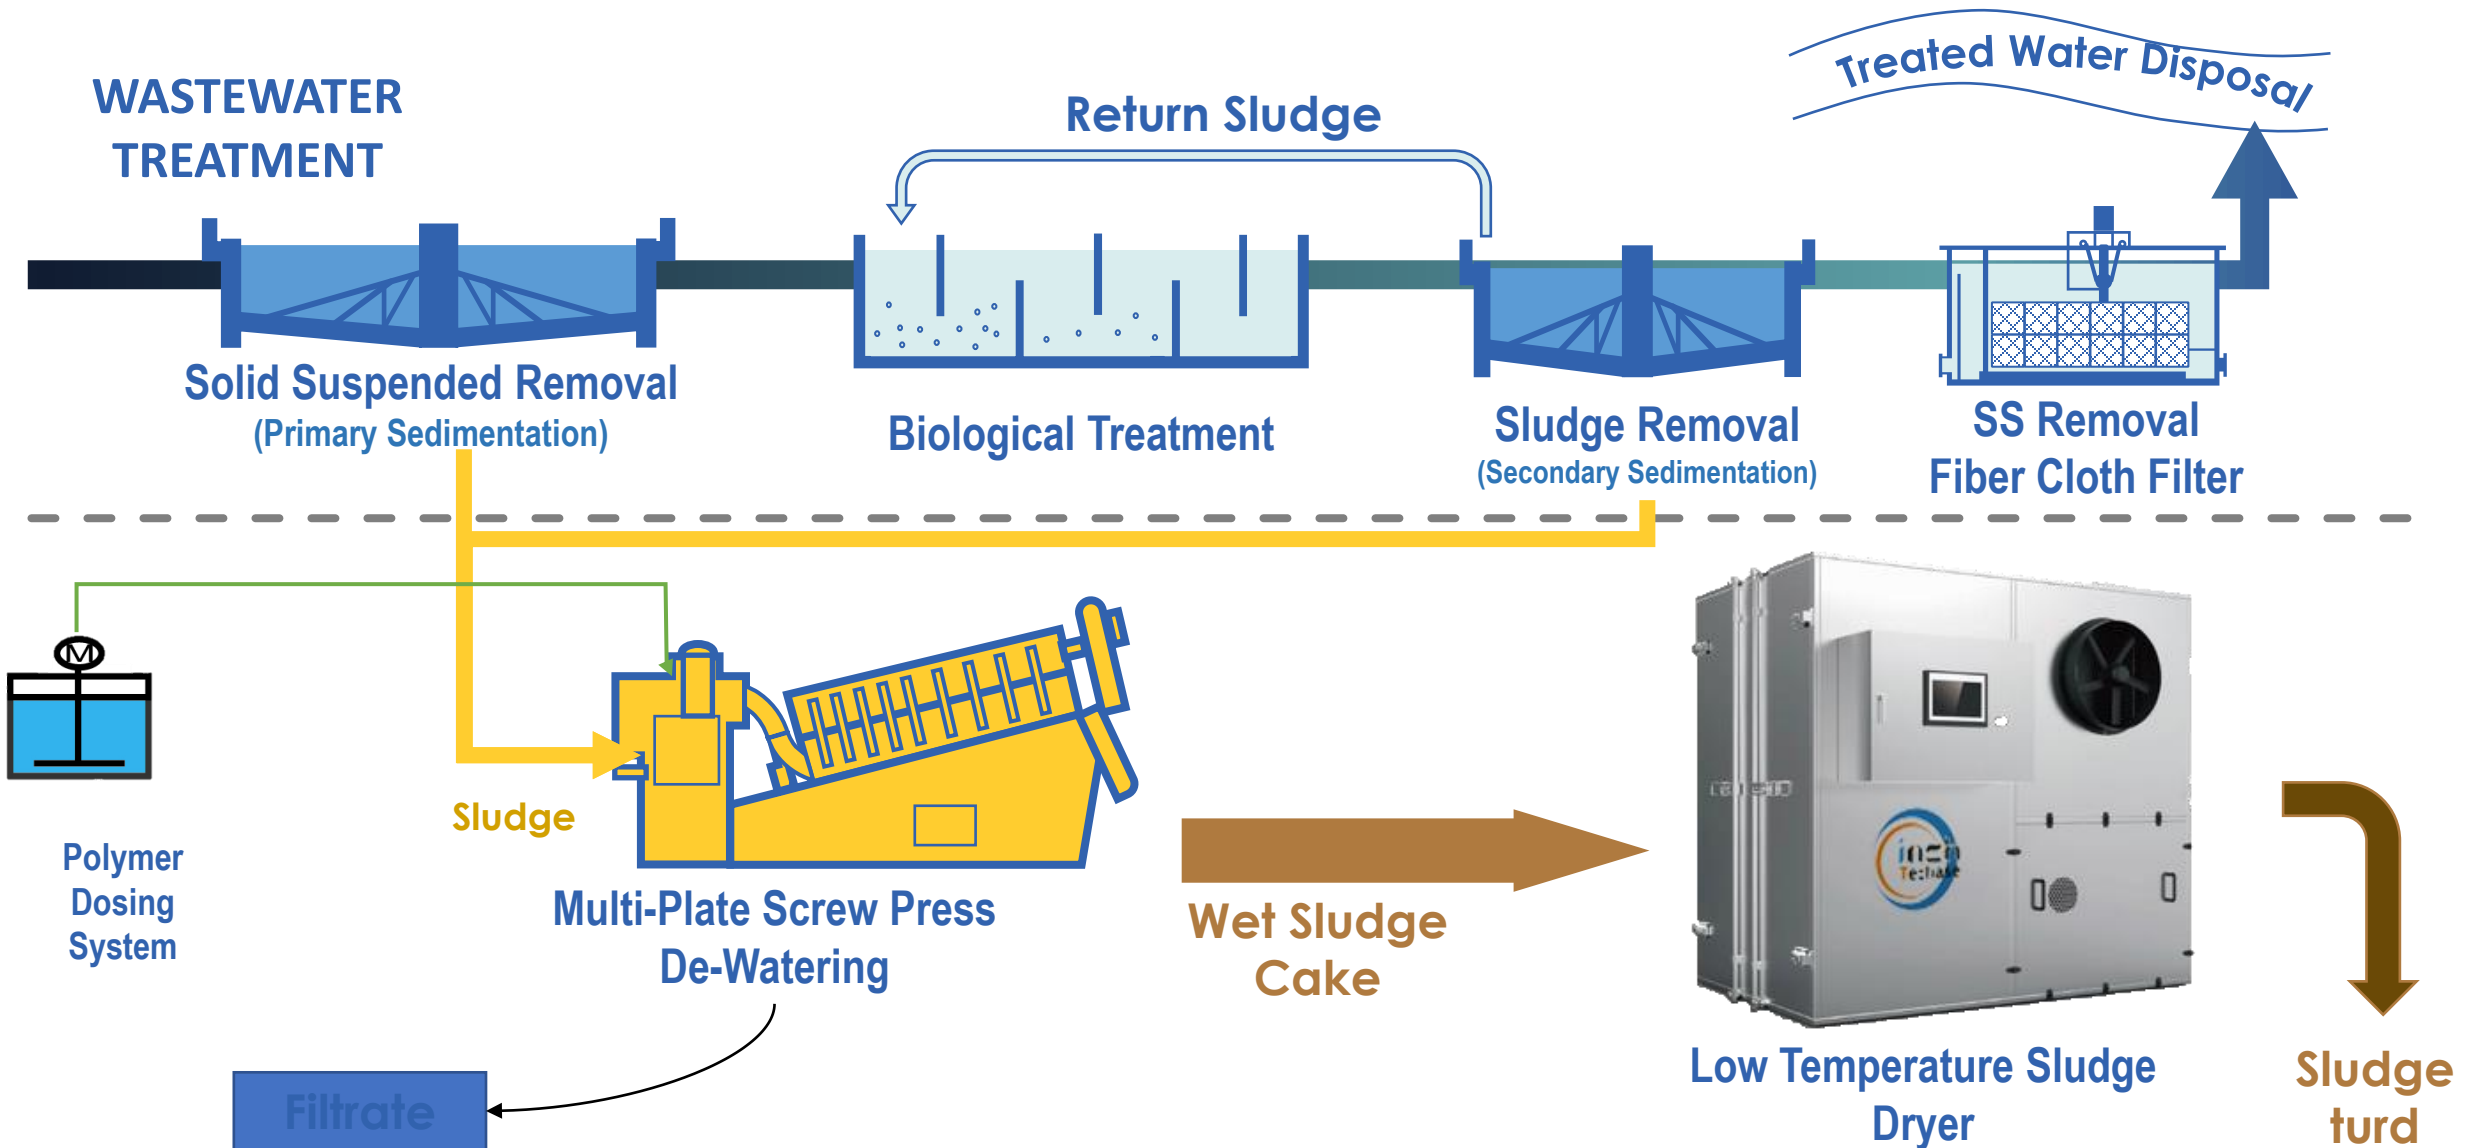 WASTEWATER
TREATMENT
Return Sludge
Treated Water Disposal
Solid Suspended Removal
(Primary Sedimentation)
Biological Treatment
Sludge Removal
(Secondary Sedimentation)
SS Removal
Fiber Cloth Filter
M
Polymer
Dosing
System
Sludge
Multi-Plate Screw Press
De-Watering
Wet Sludge
Cake
Low Temperature Sludge
Dryer
Sludge
turd
Filtrate